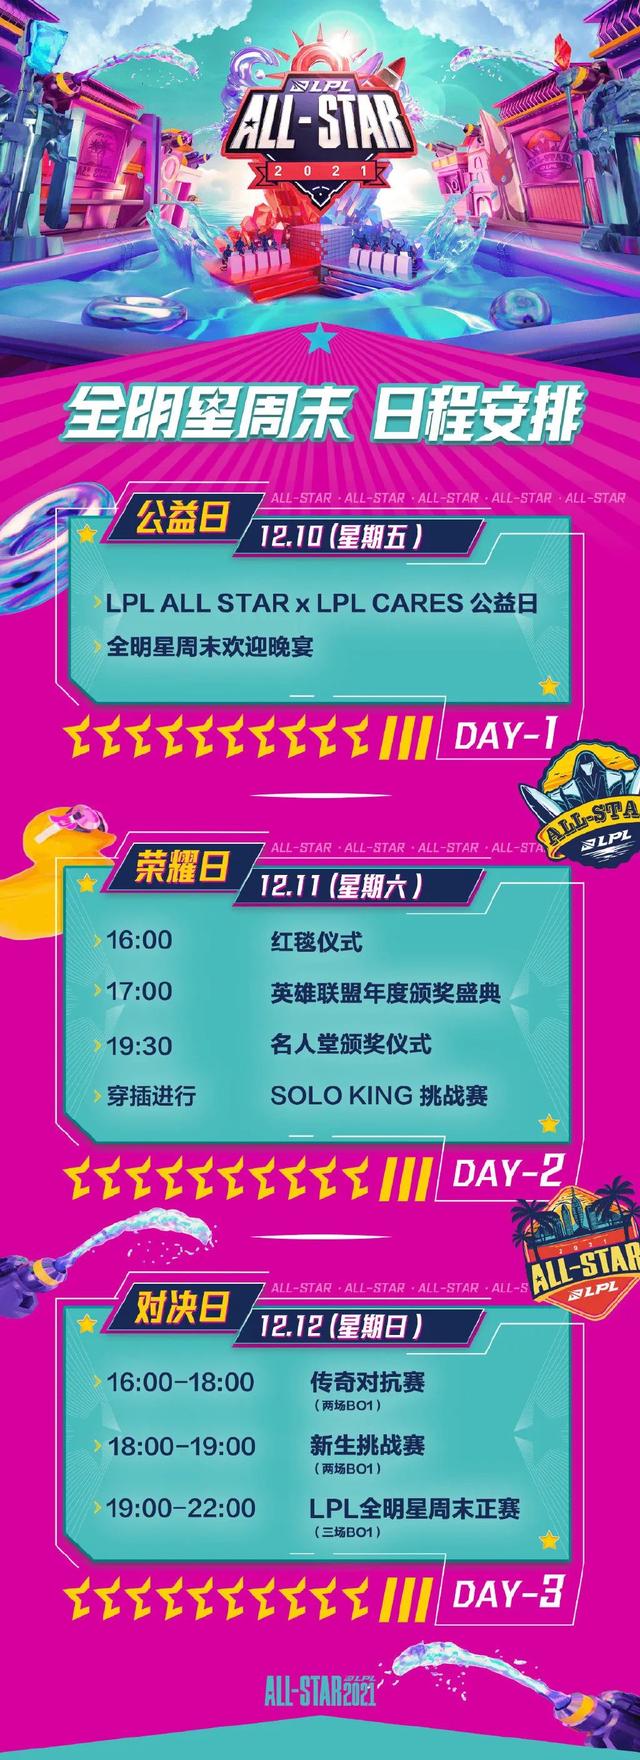 LPL
ALL-STAR
2021
ALL-STAR
LPL
全明星周末 日程安排
公益日
ALL-STAR · ALL-STAR · ALL-STAR · ALL-STAR · ALL-STAR
12.10 (星期五)
LPL ALL STAR x LPL CARES 公益日
全明星周末欢迎晚宴
DAY-1
ALL-STA
LPL
荣耀日
ALL-STAR · ALL-STAR · ALL-STAR · ALL-STA
12.11 (星期六)
16:00 红毯仪式
17:00 英雄联盟年度颁奖盛典
19:30 名人堂颁奖仪式
穿插进行 SOLO KING 挑战赛
DAY-2
2021
ALL-STAR
LPL
对决日
ALL-STAR · ALL-STAR · ALL-STAR · ALL-S
12.12 (星期日)
16:00-18:00 传奇对抗赛
(两场BO1)
18:00-19:00 新生挑战赛
(两场BO1)
19:00-22:00 LPL全明星周末正赛
(三场BO1)
DAY-3
ALL-STAR LPL 2021